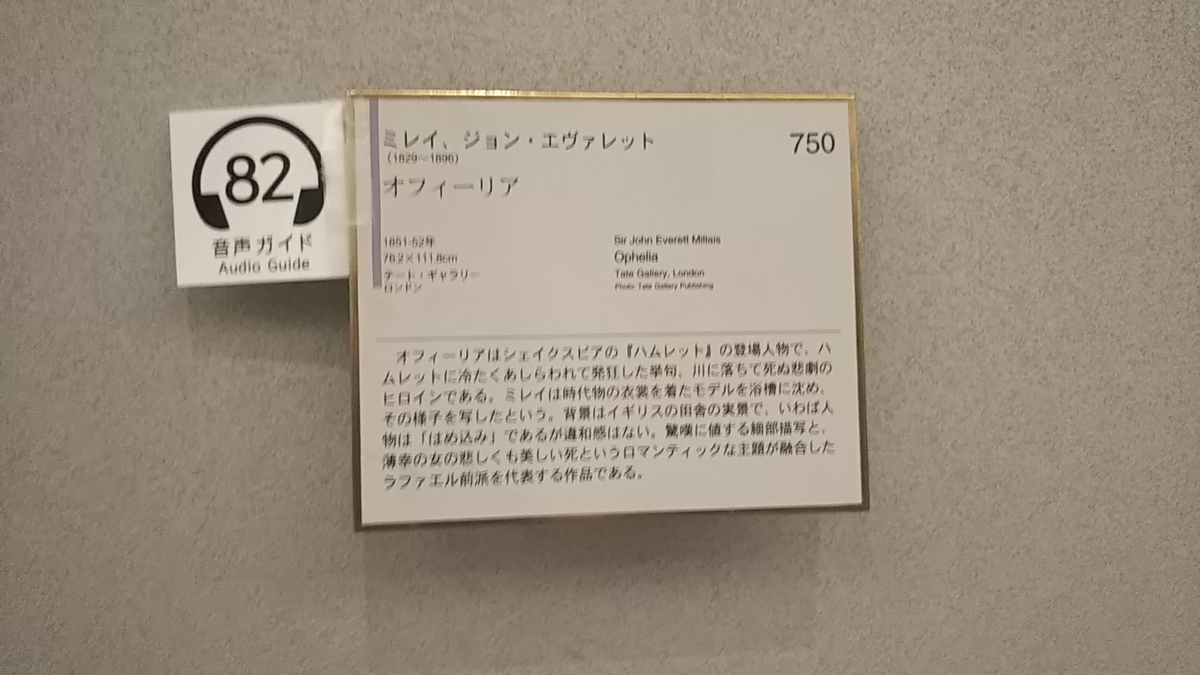 82
音声ガイド
Audio Guide
ミレイ、ジョン・エヴァレット
750
(1829〜1896)
オフィーリア
1851-52年
76.2×111.8cm
テート・ギャラリー
ロンドン
Sir John Everett Millais
Ophelia
Tate Gallery, London
Photo: Tate Gallery Publishing
オフィーリアはシェイクスピアの『ハムレット』の登場人物で、ハ
ムレットに冷たくあしらわれて発狂した挙句、川に落ちて死ぬ悲劇の
ヒロインである。ミレイは時代物の衣裳を着たモデルを浴槽に沈め、
その様子を写したという。背景はイギリスの田舎の実景で、いわば人
物は「はめ込み」であるが違和感はない。驚嘆に値する細部描写と、
薄幸の女の悲しくも美しい死というロマンティックな主題が融合した
ラファエル前派を代表する作品である。